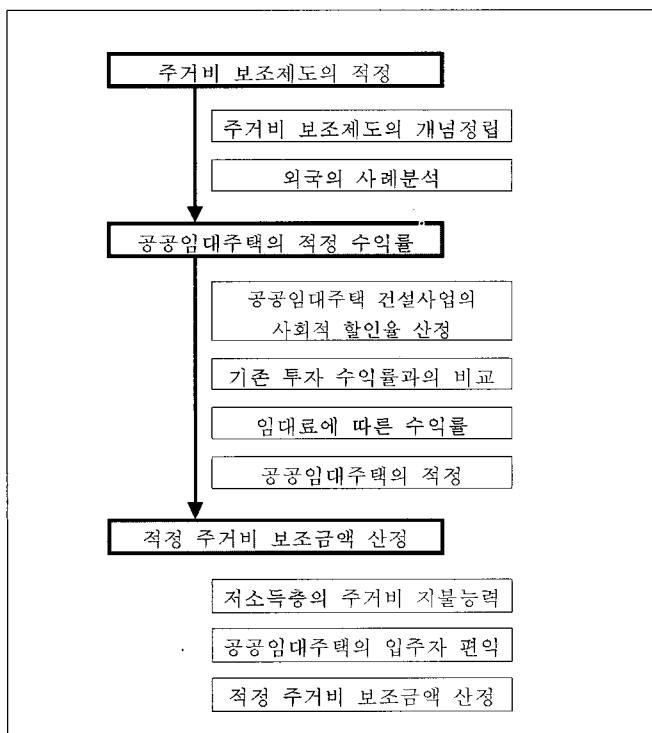 주거비 보조제도의 적정
주거비 보조제도의 개념정립
외국의 사례분석
공공임대주택의 적정 수익률
공공임대주택 건설사업의
사회적 할인율 산정
기존 투자 수익률과의 비교
임대료에 따른 수익률
공공임대주택의 적정
적정 주거비 보조금액 산정
저소득층의 주거비 지불능력
공공임대주택의 입주자 편익
적정 주거비 보조금액 산정